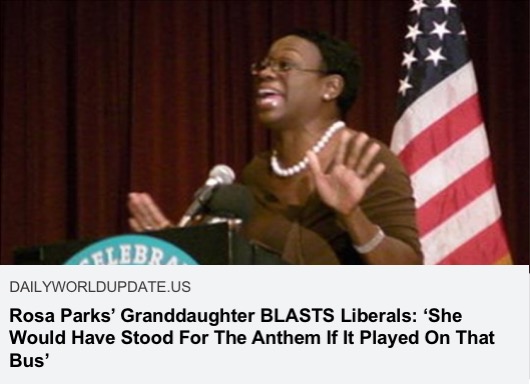 CELEBRA
DAILYWORLDUPDATE.US
Rosa Parks’ Granddaughter BLASTS Liberals: ‘She
Would Have Stood For The Anthem If It Played On That
Bus’